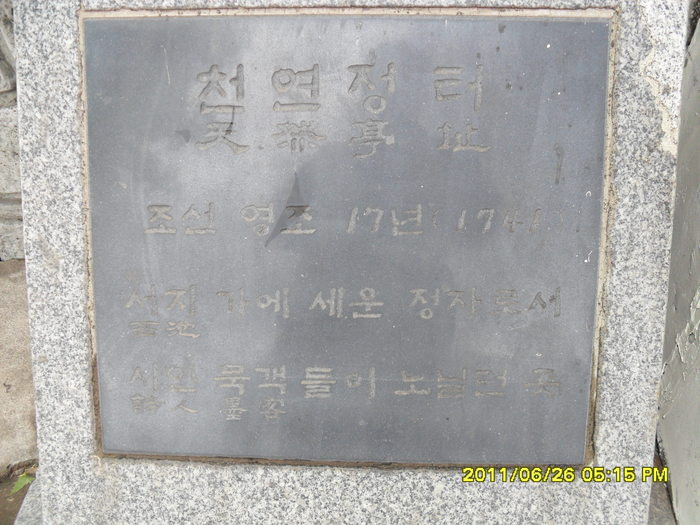 천연정 터
天然亭 址
조선 영조 17년 (1741)
서지 가에 세운 정자로서
西池
시인 묵객 들이 노닐던 곳
詩人 墨客
2011/06/26 05:15 PM